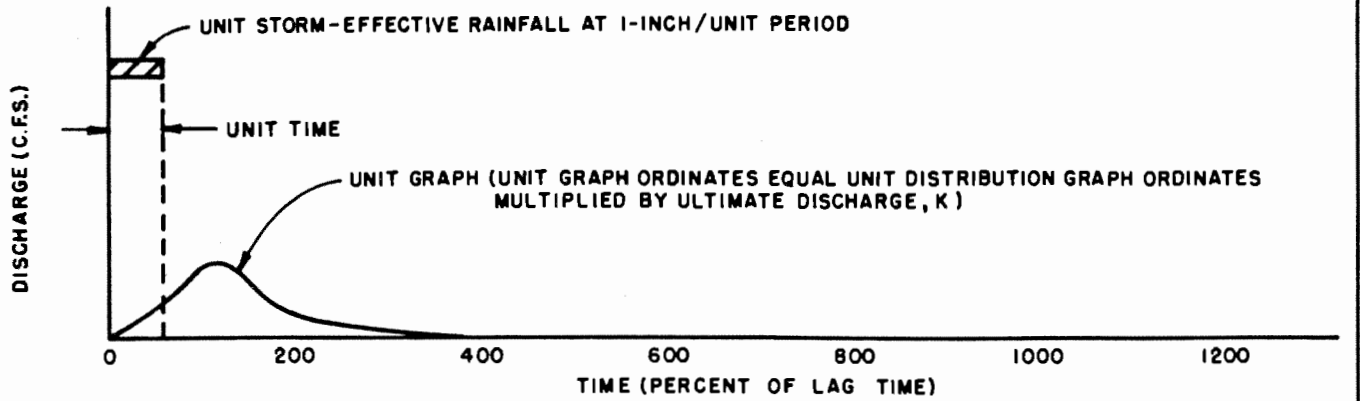 UNIT STORM-EFFECTIVE RAINFALL AT 1-INCH/UNIT PERIOD
UNIT TIME
UNIT GRAPH (UNIT GRAPH ORDINATES EQUAL UNIT DISTRIBUTION GRAPH ORDINATES
MULTIPLIED BY ULTIMATE DISCHARGE, K)
DISCHARGE (C.F.S.)
0 200 400 600 800 1000 1200
TIME (PERCENT OF LAG TIME)